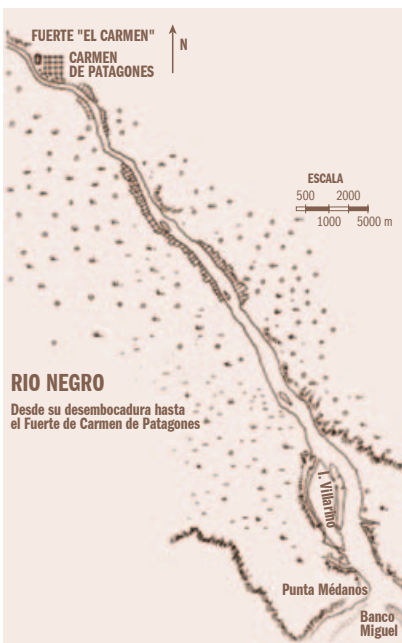 FUERTE "EL CARMEN"
N
CARMEN
DE PATAGONES
ESCALA
500 2000
1000 5000 m
RIO NEGRO
Desde su desembocadura hasta
el Fuerte de Carmen de Patagones
I. Villarino
Punta Médanos
Banco
Miguel